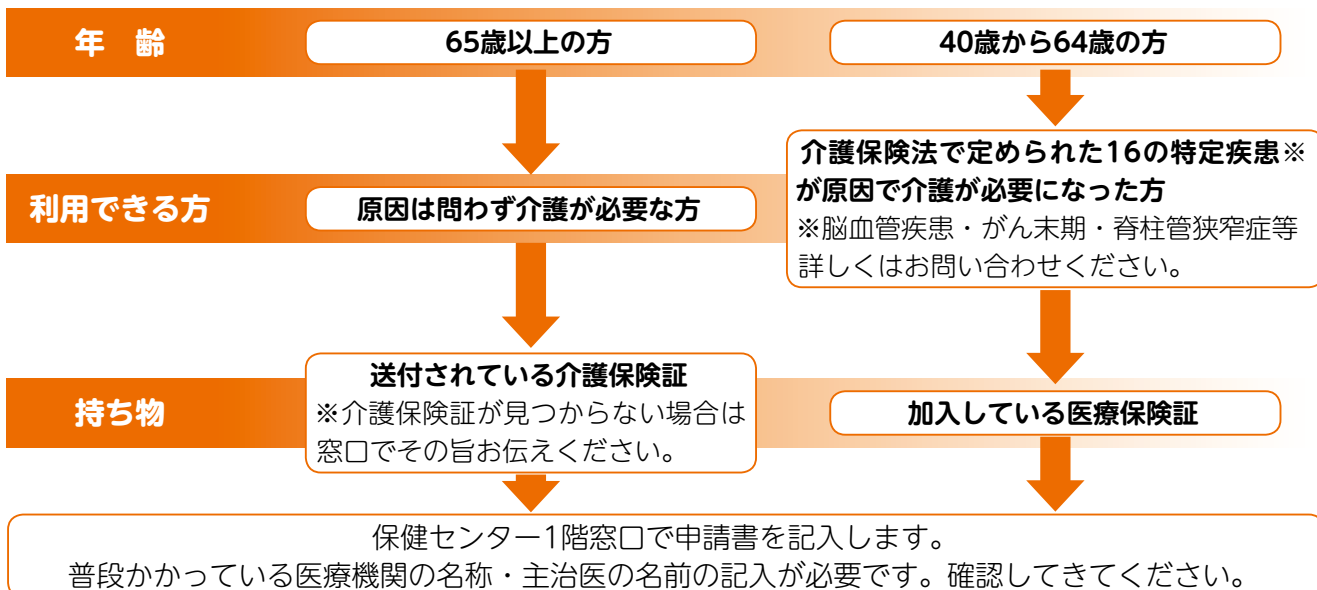 年　齢
65歳以上の方
40歳から64歳の方
利用できる方
原因は問わず介護が必要な方
介護保険法で定められた16の特定疾患※
が原因で介護が必要になった方
※脳血管疾患・がん末期・脊柱管狭窄症等
詳しくはお問い合わせください。
持ち物
送付されている介護保険証
※介護保険証が見つからない場合は
窓口でその旨お伝えください。
加入している医療保険証
保健センター1階窓口で申請書を記入します。
普段かかっている医療機関の名称・主治医の名前の記入が必要です。確認してきてください。